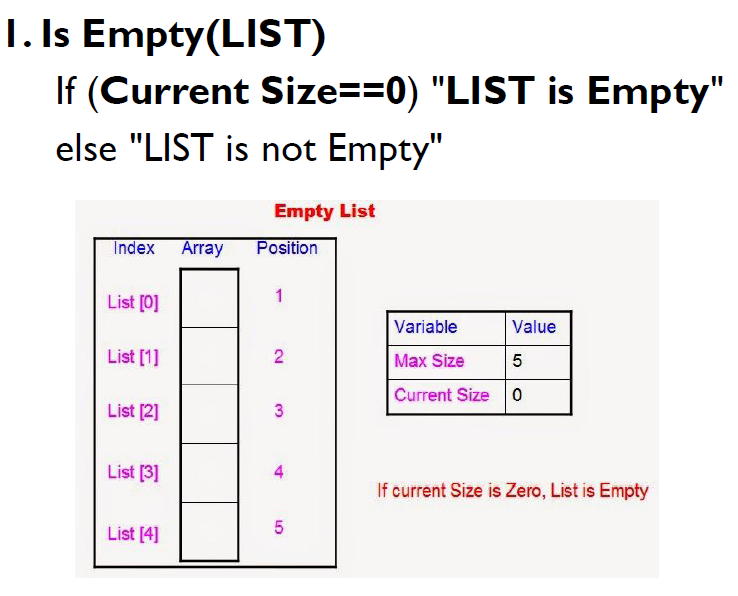 1. Is Empty(LIST)
If (Current Size==0) "LIST is Empty"
else "LIST is not Empty"
Empty List
Index Array Position
List [0] 1
List [1] 2
List [2] 3
List [3] 4
List [4] 5
Variable Value
Max Size 5
Current Size 0
If current Size is Zero, List is Empty